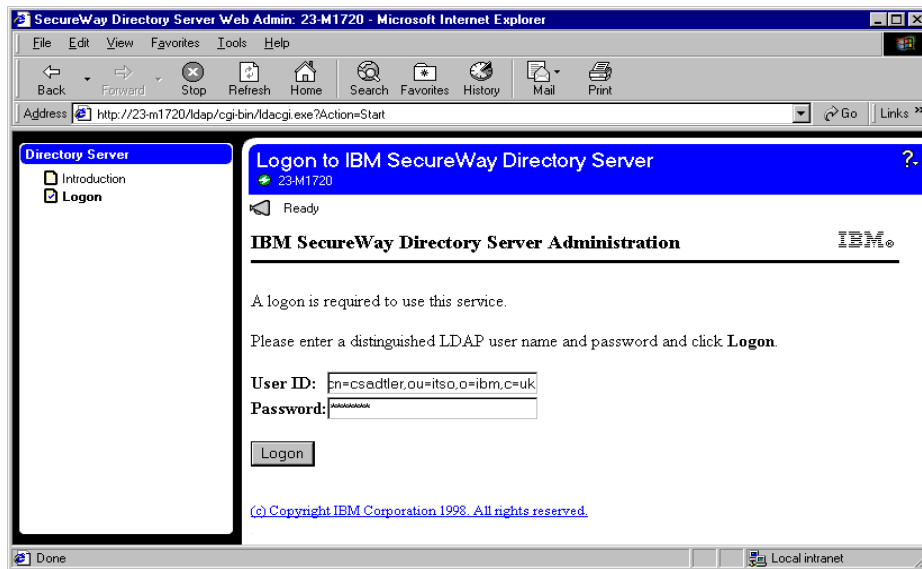 SecureWay Directory Server Web Admin: 23-M1720 - Microsoft Internet Explorer
File Edit View Favorites Tools Help
Back Forward Stop Refresh Home Search Favorites History Mail Print
Address http://23-m1720/ldap/cgi-bin/ldacgi.exe?Action=Start Go Links »
Directory Server
Introduction
Logon
Logon to IBM SecureWay Directory Server
?
23-M1720
Ready
IBM SecureWay Directory Server Administration
IBM®
A logon is required to use this service.
Please enter a distinguished LDAP user name and password and click Logon.
User ID: cn=csadtler,ou=itso,o=ibm,c=uk
Password: *******
Logon
(c) Copyright IBM Corporation 1998. All rights reserved.
Done Local intranet